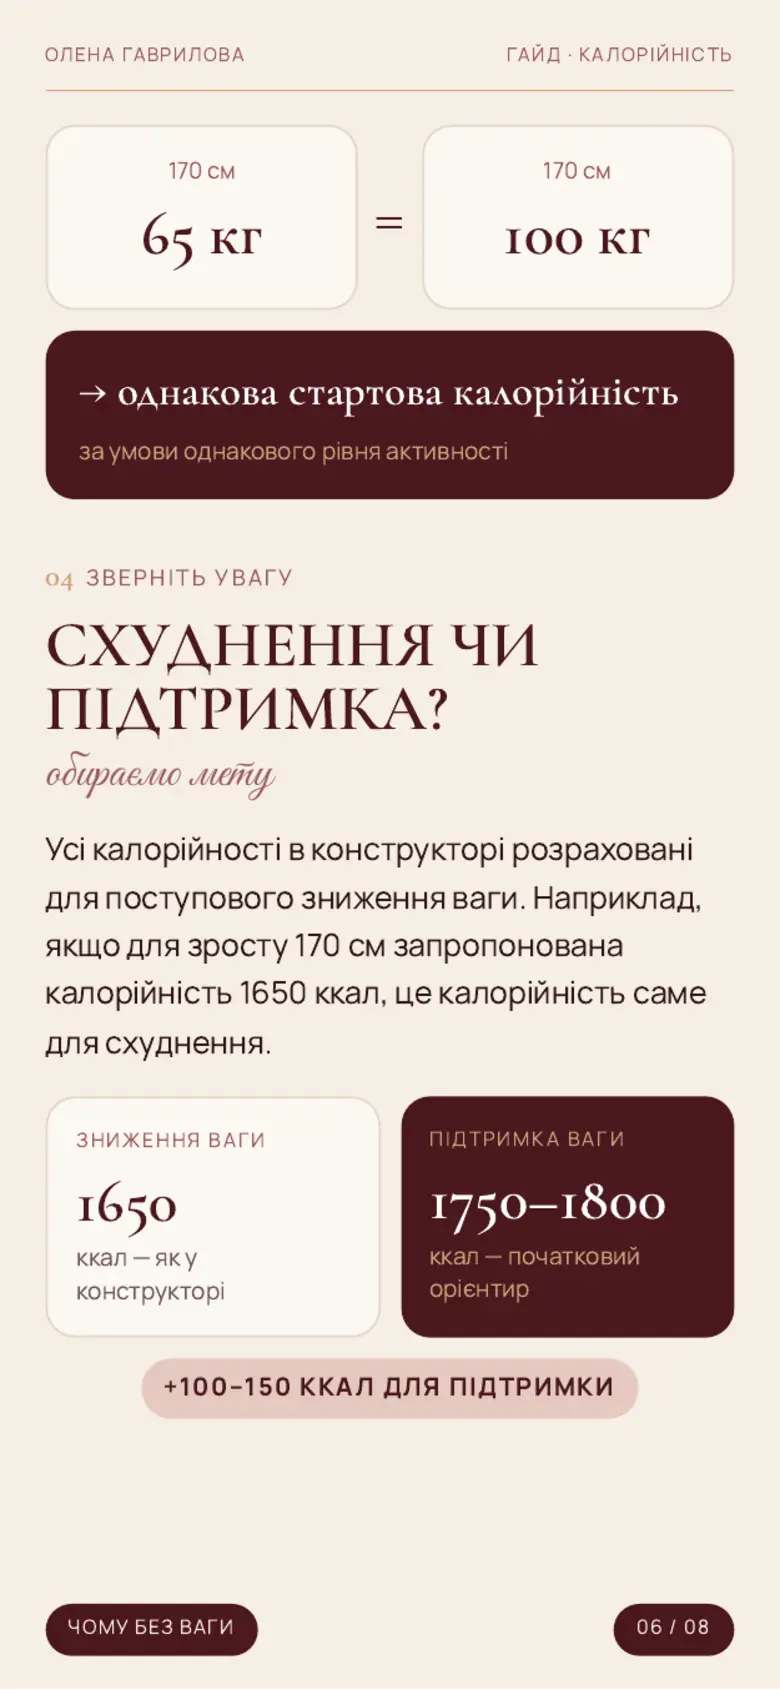 ОЛЕНА ГАВРИЛОВА
ГАЙД · КАЛОРІЙНІСТЬ
170 см
65 кг
=
170 см
100 кг
→ однакова стартова калорійність
за умови однакового рівня активності
04 ЗВЕРНІТЬ УВАГУ
СХУДНЕННЯ ЧИ
ПІДТРИМКА?
обираємо мету
Усі калорійності в конструкторі розраховані
для поступового зниження ваги. Наприклад,
якщо для зросту 170 см запропонована
калорійність 1650 ккал, це калорійність саме
для схуднення.
ЗНИЖЕННЯ ВАГИ
1650
ккал — як у
конструкторі
ПІДТРИМКА ВАГИ
1750–1800
ккал — початковий
орієнтир
+100–150 ККАЛ ДЛЯ ПІДТРИМКИ
ЧОМУ БЕЗ ВАГИ
06 / 08